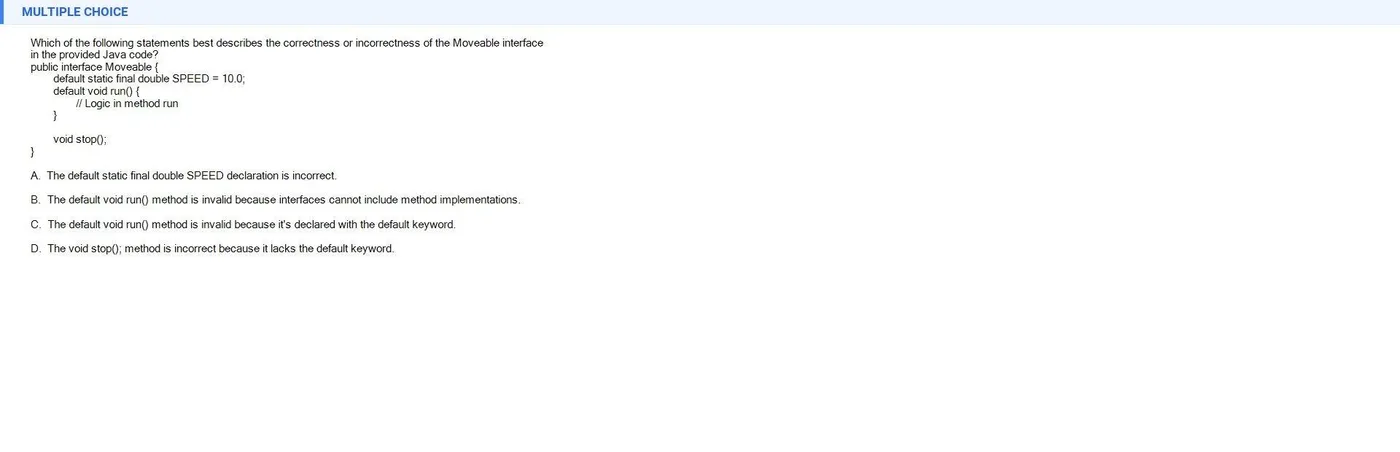 MULTIPLE CHOICE
Which of the following statements best describes the correctness or incorrectness of the Moveable interface
in the provided Java code?
public interface Moveable {
default static final double SPEED = 10.0;
default void run() {
// Logic in method run
}
void stop();
}
A. The default static final double SPEED declaration is incorrect.
B. The default void run() method is invalid because interfaces cannot include method implementations.
C. The default void run() method is invalid because it's declared with the default keyword.
D. The void stop(); method is incorrect because it lacks the default keyword.